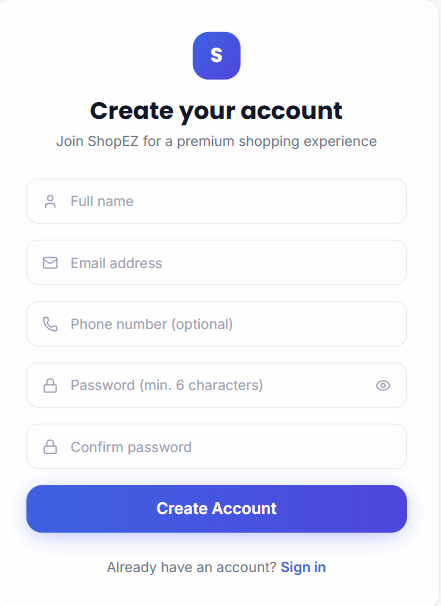 S
Create your account
Join ShopEZ for a premium shopping experience
Full name
Email address
Phone number (optional)
Password (min. 6 characters)
Confirm password
Create Account
Already have an account? Sign in